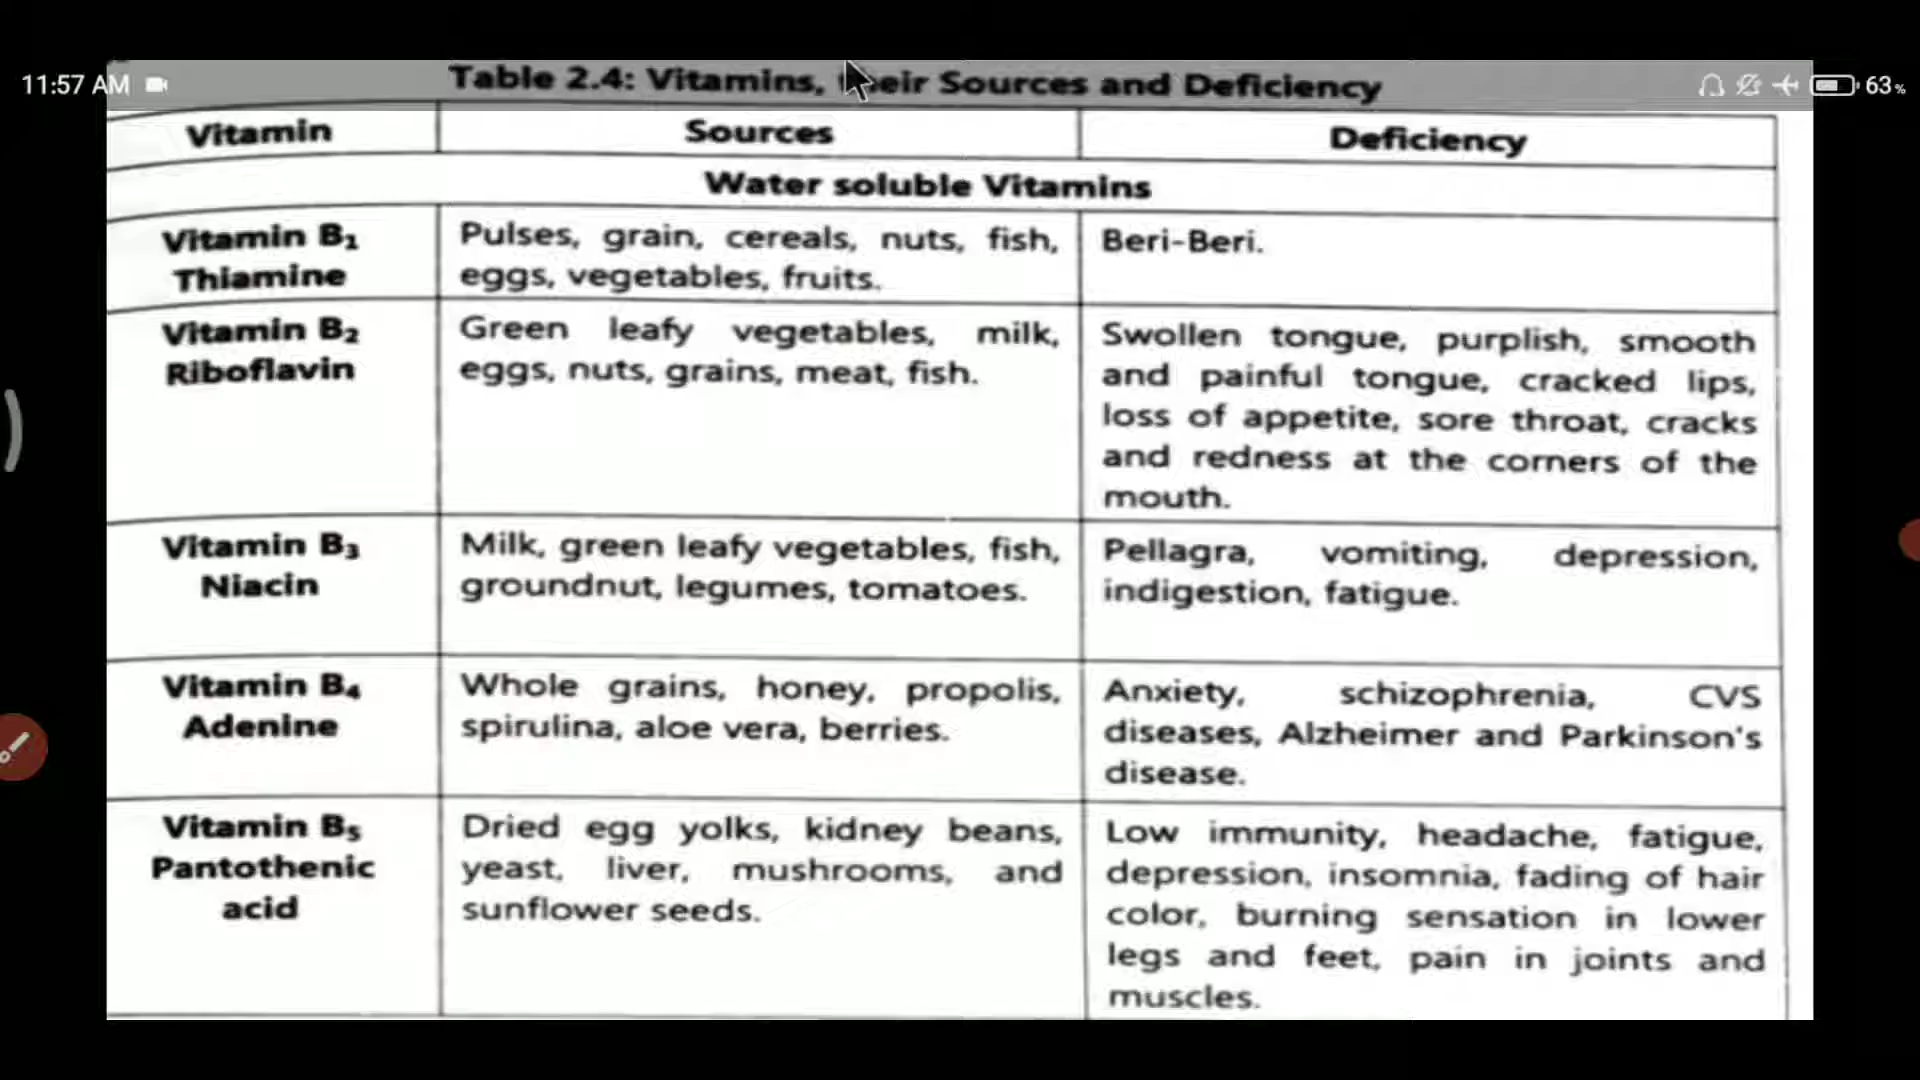 11:57 AM
63%
Table 2.4: Vitamins, their Sources and Deficiency
Vitamin
Sources
Deficiency
Water soluble Vitamins
Vitamin B₁
Thiamine
Pulses, grain, cereals, nuts, fish,
eggs, vegetables, fruits.
Beri-Beri.
Vitamin B₂
Riboflavin
Green leafy vegetables, milk,
eggs, nuts, grains, meat, fish.
Swollen tongue, purplish, smooth
and painful tongue, cracked lips,
loss of appetite, sore throat, cracks
and redness at the corners of the
mouth.
Vitamin B₃
Niacin
Milk, green leafy vegetables, fish,
groundnut, legumes, tomatoes.
Pellagra, vomiting, depression,
indigestion, fatigue.
Vitamin B₄
Adenine
Whole grains, honey, propolis,
spirulina, aloe vera, berries.
Anxiety, schizophrenia, CVS
diseases, Alzheimer and Parkinson's
disease.
Vitamin B₅
Pantothenic
acid
Dried egg yolks, kidney beans,
yeast, liver, mushrooms, and
sunflower seeds.
Low immunity, headache, fatigue,
depression, insomnia, fading of hair
color, burning sensation in lower
legs and feet, pain in joints and
muscles.